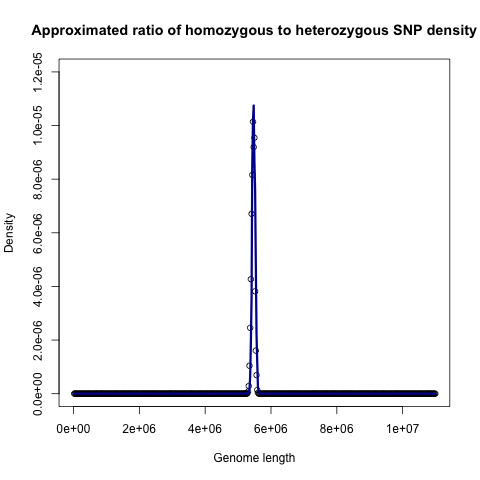 Approximated ratio of homozygous to heterozygous SNP density
Density
1.2e-05
1.0e-05
8.0e-06
6.0e-06
4.0e-06
2.0e-06
0.0e+00
0e+00 2e+06 4e+06 6e+06 8e+06 1e+07
Genome length